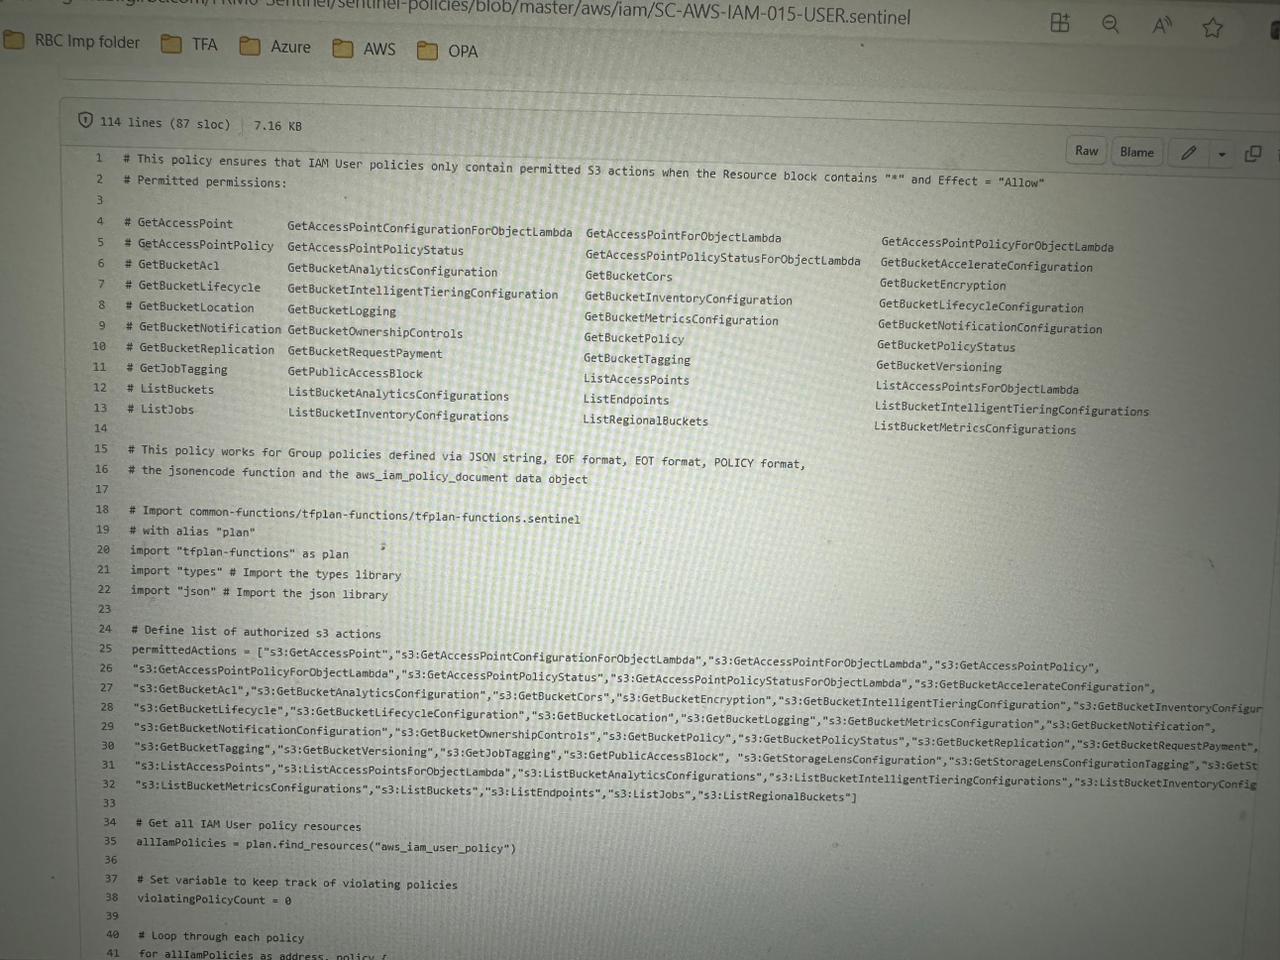 Sentinel/sentinel-policies/blob/master/aws/iam/SC-AWS-IAM-015-USER.sentinel
RBC Imp folder TFA Azure AWS OPA
114 lines (87 sloc) 7.16 KB
Raw Blame
1 # This policy ensures that IAM User policies only contain permitted S3 actions when the Resource block contains "*" and Effect = "Allow"
2 # Permitted permissions:
3
4 # GetAccessPoint GetAccessPointConfigurationForObjectLambda GetAccessPointForObjectLambda GetAccessPointPolicyForObjectLambda
5 # GetAccessPointPolicy GetAccessPointPolicyStatus GetAccessPointPolicyStatusForObjectLambda GetBucketAccelerateConfiguration
6 # GetBucketAcl GetBucketAnalyticsConfiguration GetBucketCors GetBucketEncryption
7 # GetBucketLifecycle GetBucketIntelligentTieringConfiguration GetBucketInventoryConfiguration GetBucketLifecycleConfiguration
8 # GetBucketLocation GetBucketLogging GetBucketMetricsConfiguration GetBucketNotificationConfiguration
9 # GetBucketNotification GetBucketOwnershipControls GetBucketPolicy GetBucketPolicyStatus
10 # GetBucketReplication GetBucketRequestPayment GetBucketTagging GetBucketVersioning
11 # GetJobTagging GetPublicAccessBlock ListAccessPoints ListAccessPointsForObjectLambda
12 # ListBuckets ListBucketAnalyticsConfigurations ListEndpoints ListBucketIntelligentTieringConfigurations
13 # ListJobs ListBucketInventoryConfigurations ListRegionalBuckets ListBucketMetricsConfigurations
14
15 # This policy works for Group policies defined via JSON string, EOF format, EOT format, POLICY format,
16 # the jsonencode function and the aws_iam_policy_document data object
17
18 # Import common-functions/tfplan-functions/tfplan-functions.sentinel
19 # with alias "plan"
20 import "tfplan-functions" as plan
21 import "types" # Import the types library
22 import "json" # Import the json library
23
24 # Define list of authorized s3 actions
25 permittedActions = ["s3:GetAccessPoint","s3:GetAccessPointConfigurationForObjectLambda","s3:GetAccessPointForObjectLambda","s3:GetAccessPointPolicy",
26 "s3:GetAccessPointPolicyForObjectLambda","s3:GetAccessPointPolicyStatus","s3:GetAccessPointPolicyStatusForObjectLambda","s3:GetBucketAccelerateConfiguration",
27 "s3:GetBucketAcl","s3:GetBucketAnalyticsConfiguration","s3:GetBucketCors","s3:GetBucketEncryption","s3:GetBucketIntelligentTieringConfiguration","s3:GetBucketInventoryConfigur
28 "s3:GetBucketLifecycle","s3:GetBucketLifecycleConfiguration","s3:GetBucketLocation","s3:GetBucketLogging","s3:GetBucketMetricsConfiguration","s3:GetBucketNotification",
29 "s3:GetBucketNotificationConfiguration","s3:GetBucketOwnershipControls","s3:GetBucketPolicy","s3:GetBucketPolicyStatus","s3:GetBucketReplication","s3:GetBucketRequestPayment",
30 "s3:GetBucketTagging","s3:GetBucketVersioning","s3:GetJobTagging","s3:GetPublicAccessBlock", "s3:GetStorageLensConfiguration","s3:GetStorageLensConfigurationTagging","s3:GetSt
31 "s3:ListAccessPoints","s3:ListAccessPointsForObjectLambda","s3:ListBucketAnalyticsConfigurations","s3:ListBucketIntelligentTieringConfigurations","s3:ListBucketInventoryConfig
32 "s3:ListBucketMetricsConfigurations","s3:ListBuckets","s3:ListEndpoints","s3:ListJobs","s3:ListRegionalBuckets"]
33
34 # Get all IAM User policy resources
35 allIamPolicies = plan.find_resources("aws_iam_user_policy")
36
37 # Set variable to keep track of violating policies
38 violatingPolicyCount = 0
39
40 # Loop through each policy
41 for allIamPolicies as address, policy {